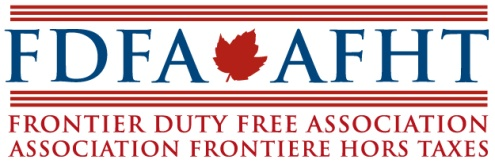 FDFA AFHT
FRONTIER DUTY FREE ASSOCIATION
ASSOCIATION FRONTIERE HORS TAXES